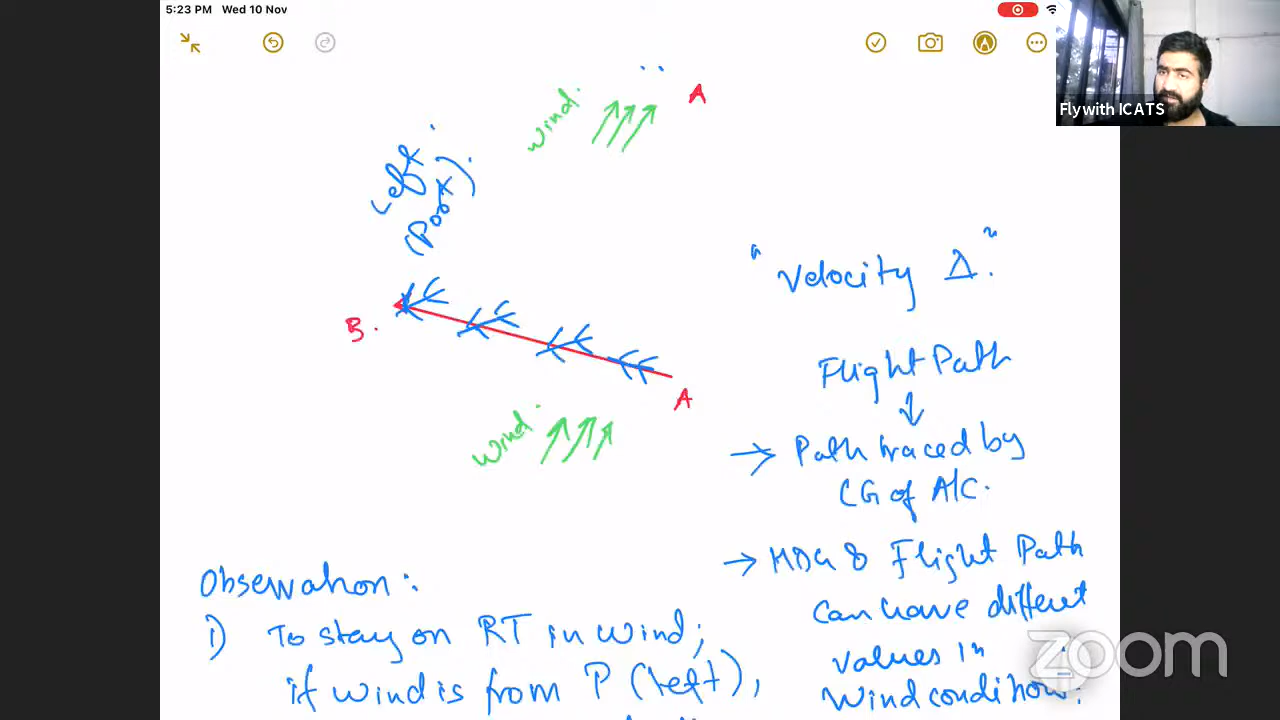 5:23 PM Wed 10 Nov
Flywith ICATS
wind.
A
Left
(Port).
"Velocity Δ."
B.
A
wind.
Flight Path
↓
→ Path traced by
CG of A/C.
→ HDG & Flight Path
can have different
values in
wind conditions.
Observation:
1) To stay on RT in wind;
if wind is from P (left),
zoom